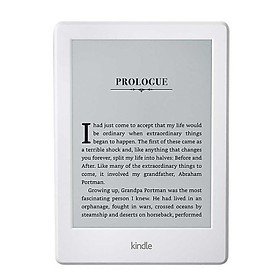 PROLOGUE
I had just come to accept that my life would
be ordinary when extraordinary things
began to happen. The first of these came as
a terrible shock and, like anything that changes
you forever, split my life into halves: Before and
After. Like many of the extraordinary things to
come, it involved my grandfather, Abraham
Portman.
Growing up, Grandpa Portman was the most
fascinating person I knew. He had lived in an
orphanage, fought in wars, crossed oceans by
steamship and deserts on horseback, performed
kindle